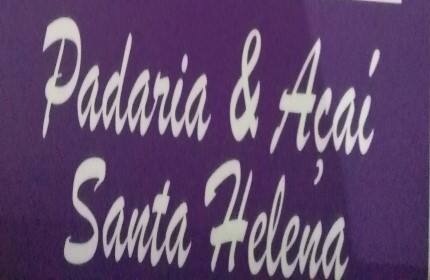 Padaria & Açaí
Santa Helena